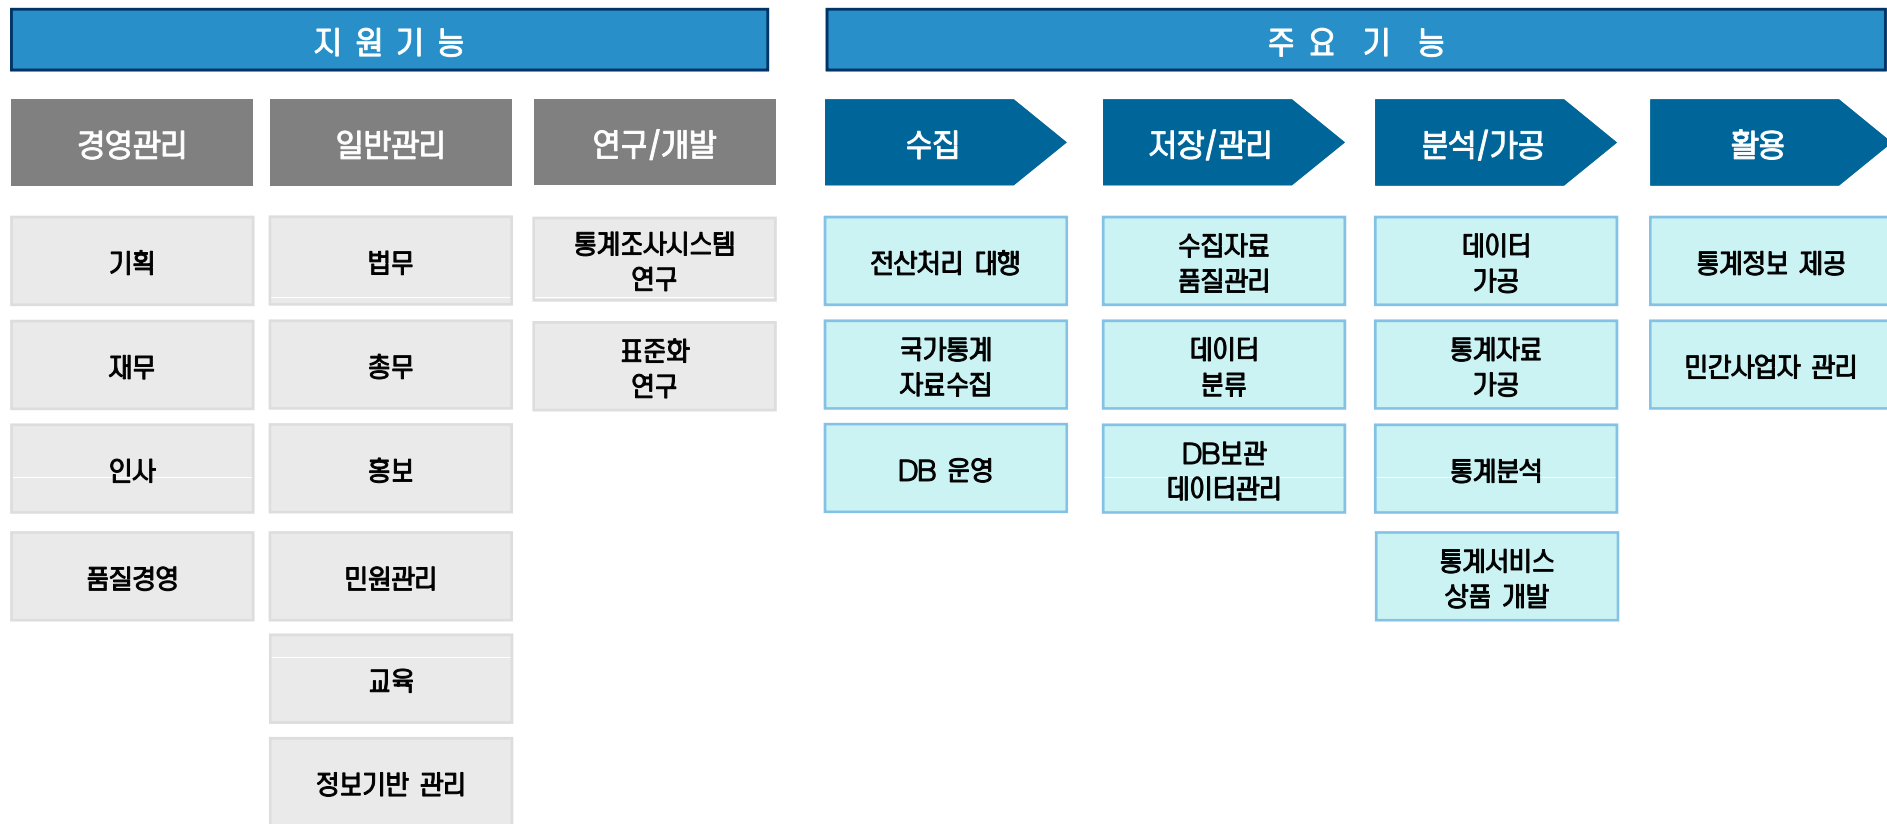 지 원 기 능
주 요 기 능
경영관리
일반관리
연구/개발
수집
저장/관리
분석/가공
활용
기획
재무
인사
품질경영
법무
총무
홍보
민원관리
교육
정보기반 관리
통계조사시스템
연구
표준화
연구
전산처리 대행
국가통계
자료수집
DB 운영
수집자료
품질관리
데이터
분류
DB보관
데이터관리
데이터
가공
통계자료
가공
통계분석
통계서비스
상품 개발
통계정보 제공
민간사업자 관리